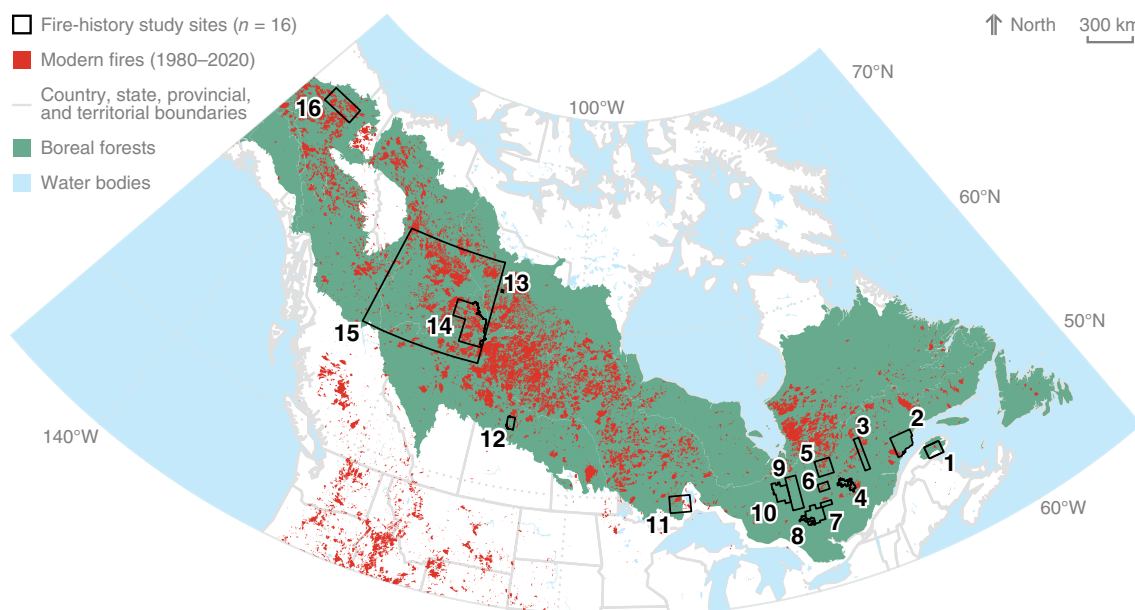 Fire-history study sites (n = 16)
Modern fires (1980–2020)
Country, state, provincial,
and territorial boundaries
Boreal forests
Water bodies
North
300 km
70°N
100°W
60°N
50°N
140°W
60°W
16
13
14
15
12
11
9
10
5
6
3
2
1
4
7
8